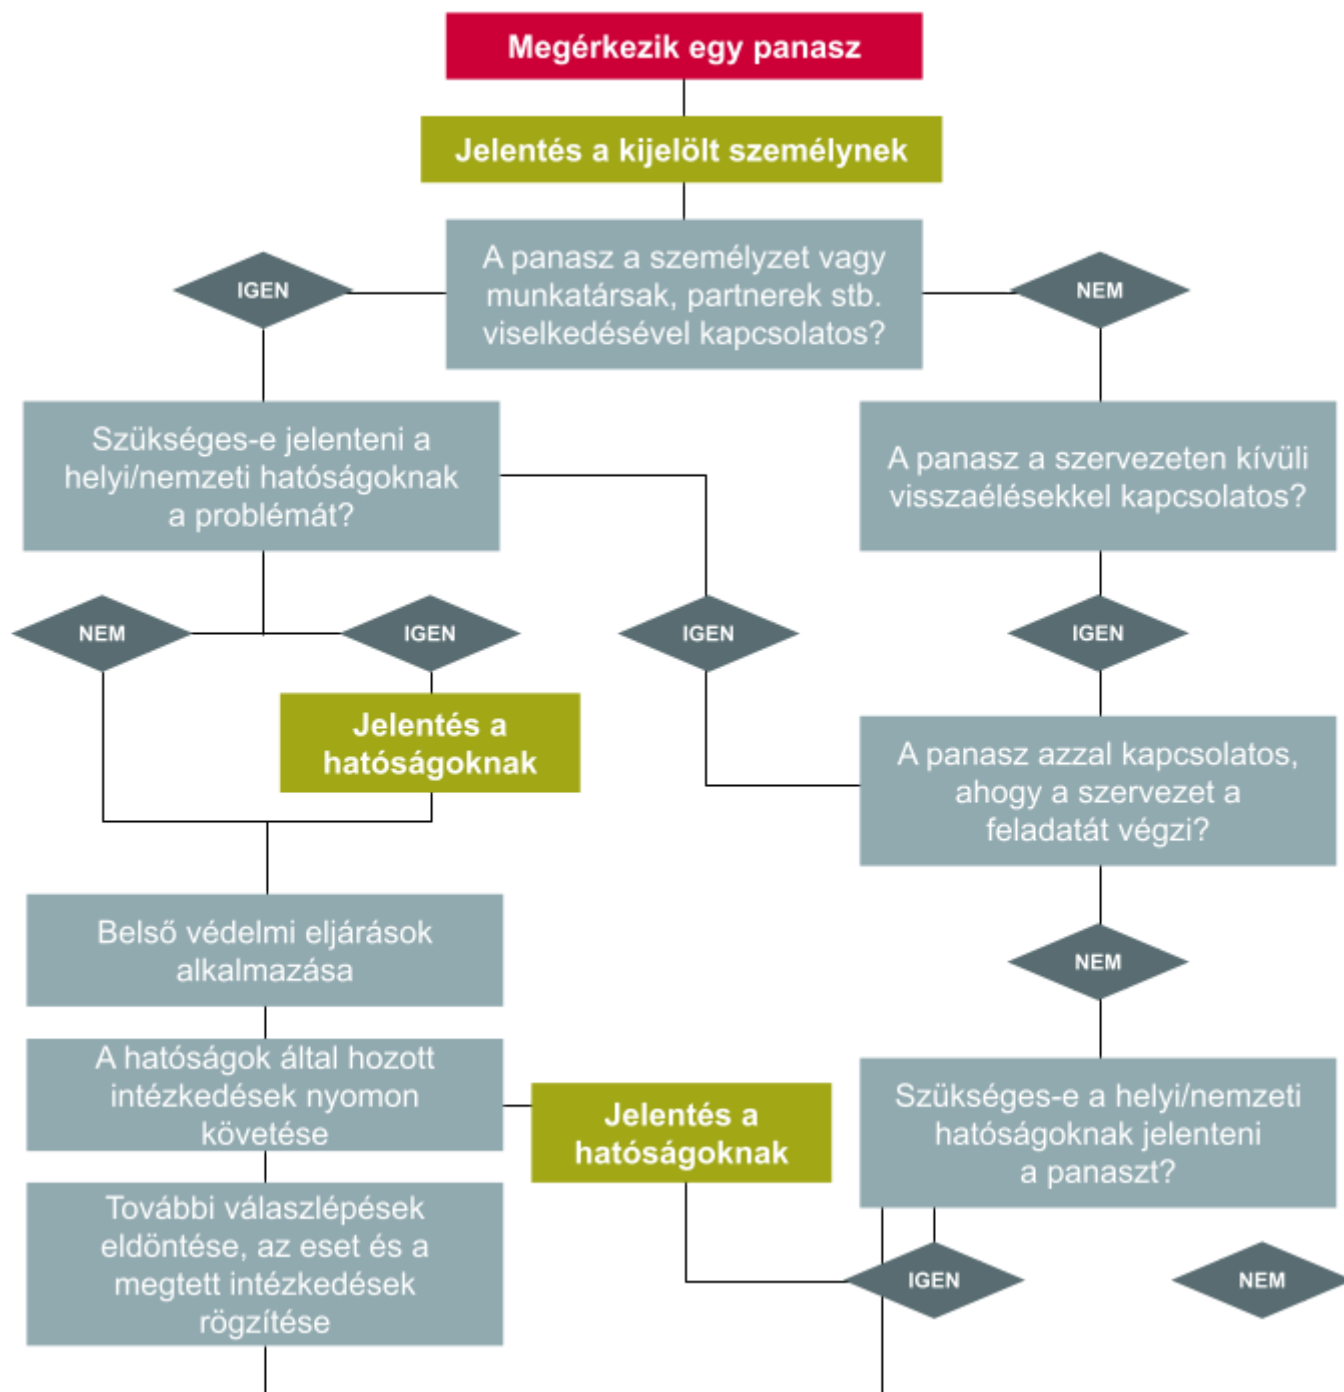 Megérkezik egy panasz
Jelentés a kijelölt személynek
A panasz a személyzet vagy
munkatársak, partnerek stb.
viselkedésével kapcsolatos?
IGEN
NEM
Szükséges-e jelenteni a
helyi/nemzeti hatóságoknak
a problémát?
A panasz a szervezeten kívüli
visszaélésekkel kapcsolatos?
NEM
IGEN
IGEN
IGEN
Jelentés a
hatóságoknak
A panasz azzal kapcsolatos,
ahogy a szervezet a
feladatát végzi?
Belső védelmi eljárások
alkalmazása
NEM
A hatóságok által hozott
intézkedések nyomon
követése
Jelentés a
hatóságoknak
Szükséges-e a helyi/nemzeti
hatóságoknak jelenteni
a panaszt?
További válaszlépések
eldöntése, az eset és a
megtett intézkedések
rögzítése
IGEN
NEM